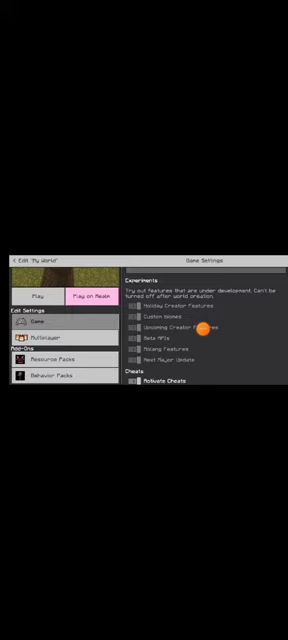 < Edit "My World"
Game Settings
Play
Play on Realm
Edit Settings
Game
Multiplayer
Add-Ons
Resource Packs
Behavior Packs
Experiments
Try out features that are under development. Can't be
turned off after world creation.
Holiday Creator Features
Custom biomes
Upcoming Creator Features
Beta APIs
Molang Features
Next Major Update
Cheats
Activate Cheats